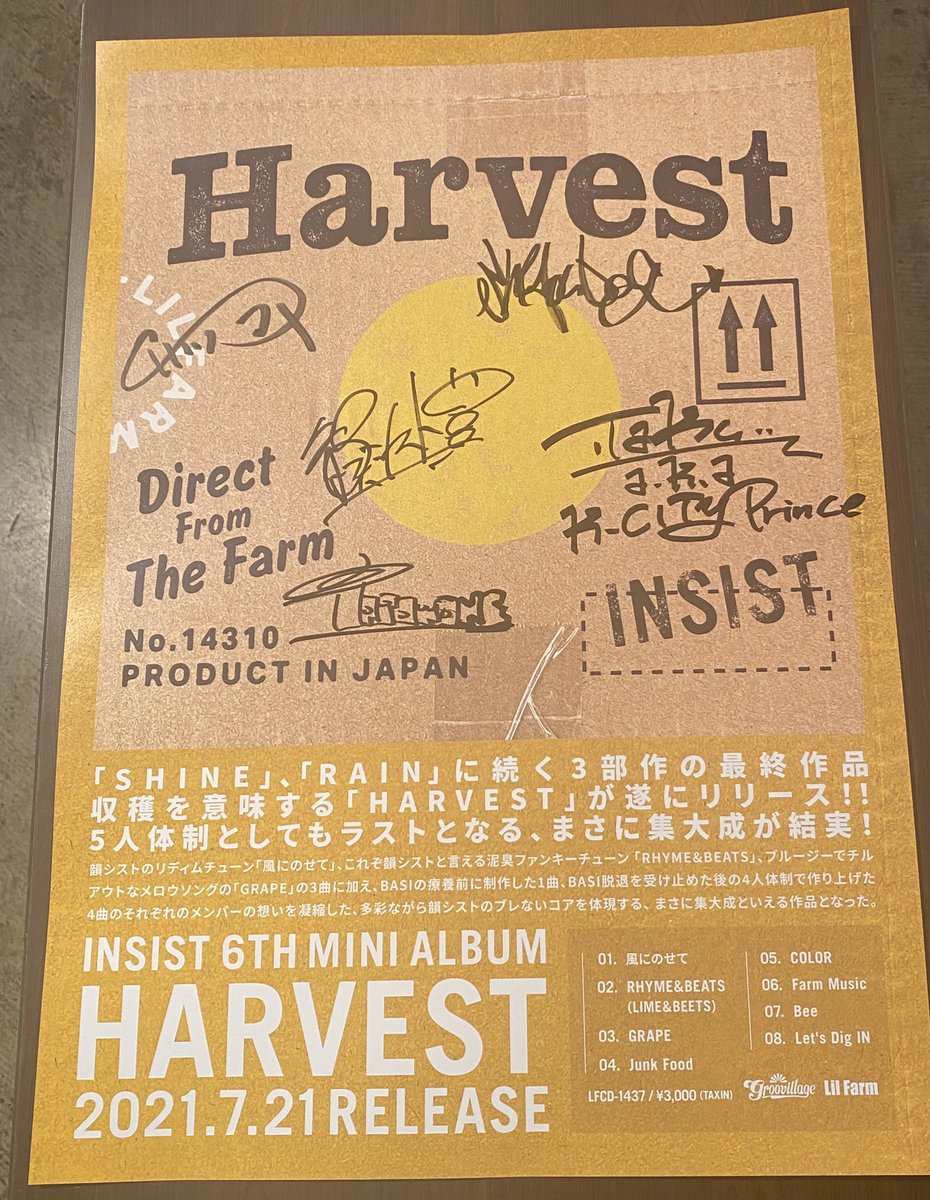 Harvest
LIL FARM
Direct
From
The Farm
Taku
a.k.a
K-CITY Prince
INSIST
No.14310
PRODUCT IN JAPAN
「SHINE」、「RAIN」に続く3部作の最終作品
収穫を意味する「HARVEST」が遂にリリース!!
5人体制としてもラストとなる、まさに集大成が結実!
韻シストのリディムチューン「風にのせて」、これぞ韻シストと言える泥臭ファンキーチューン「RHYME&BEATS」、ブルージーでチル
アウトなメロウソングの「GRAPE」の3曲に加え、BASIの療養前に制作した1曲、BASI脱退を受け止めた後の4人体制で作り上げた
4曲のそれぞれのメンバーの想いを凝縮した、多彩ながら韻シストのブレないコアを体現する、まさに集大成といえる作品となった。
INSIST 6TH MINI ALBUM
HARVEST
2021.7.21 RELEASE
01. 風にのせて
02. RHYME&BEATS
(LIME&BEETS)
03. GRAPE
04. Junk Food
05. COLOR
06. Farm Music
07. Bee
08. Let's Dig IN
LFCD-1437 / ¥3,000 (TAX IN)
Groovillage
Lil Farm